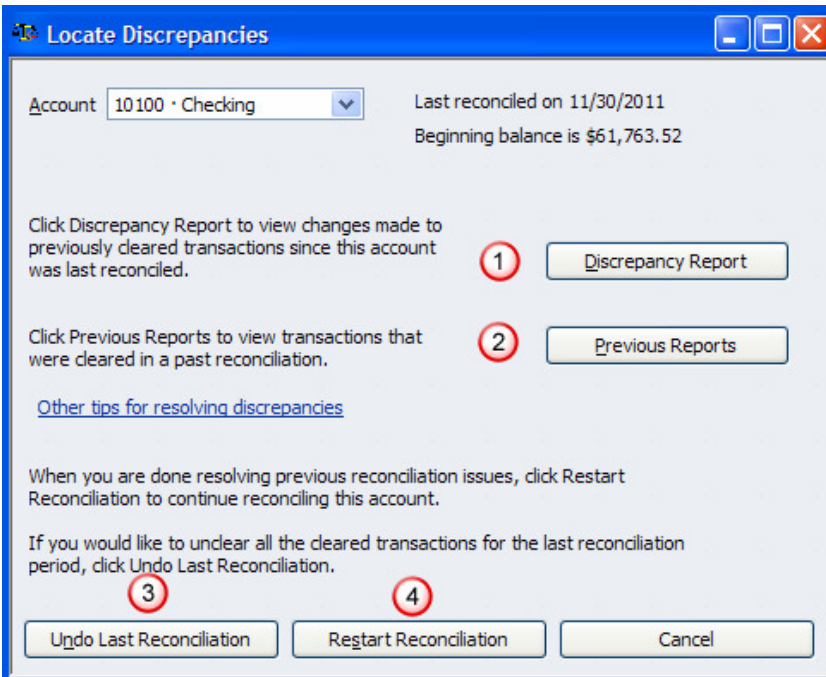 Locate Discrepancies
Account 10100 · Checking
Last reconciled on 11/30/2011
Beginning balance is $61,763.52
Click Discrepancy Report to view changes made to
previously cleared transactions since this account
was last reconciled.
1
Discrepancy Report
Click Previous Reports to view transactions that
were cleared in a past reconciliation.
2
Previous Reports
Other tips for resolving discrepancies
When you are done resolving previous reconciliation issues, click Restart
Reconciliation to continue reconciling this account.
If you would like to unclear all the cleared transactions for the last reconciliation
period, click Undo Last Reconciliation.
3
4
Undo Last Reconciliation
Restart Reconciliation
Cancel